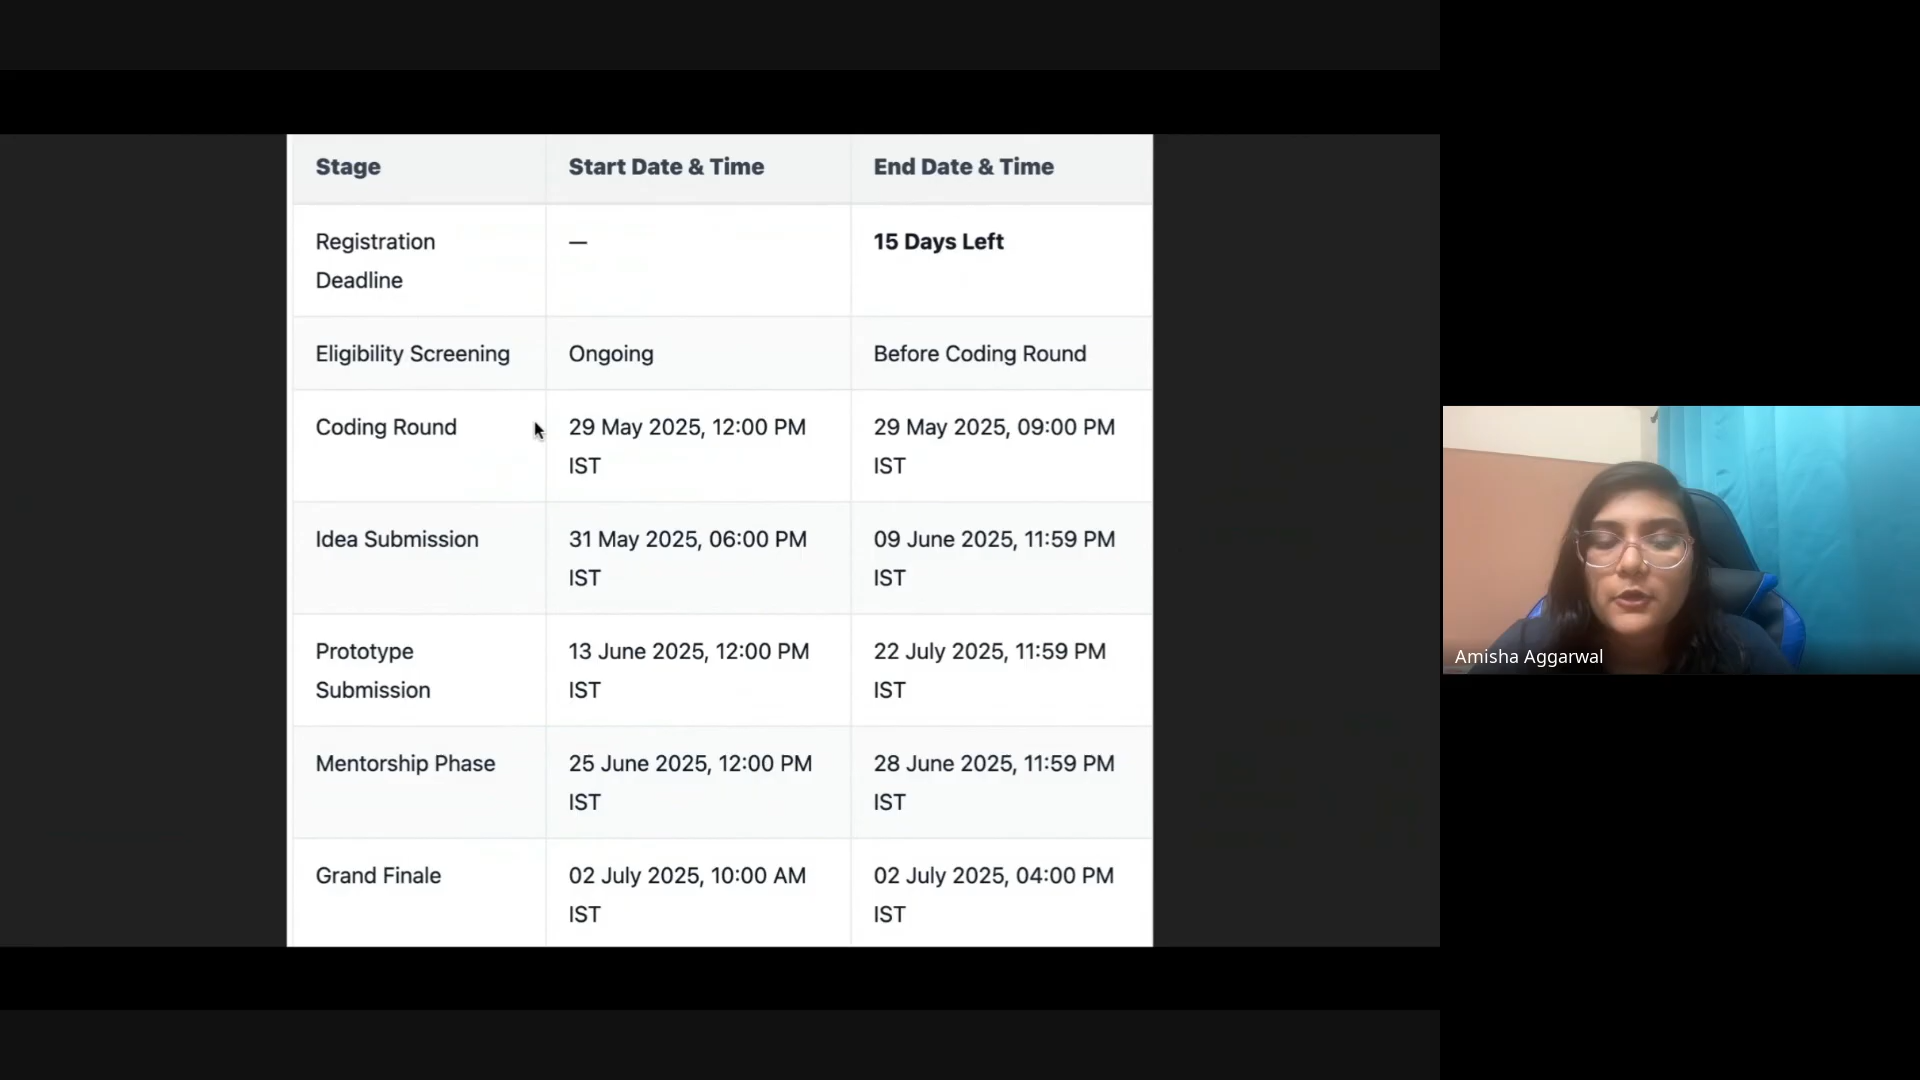 Stage Start Date & Time End Date & Time
Registration Deadline — 15 Days Left
Eligibility Screening Ongoing Before Coding Round
Coding Round 29 May 2025, 12:00 PM IST 29 May 2025, 09:00 PM IST
Idea Submission 31 May 2025, 06:00 PM IST 09 June 2025, 11:59 PM IST
Prototype Submission 13 June 2025, 12:00 PM IST 22 July 2025, 11:59 PM IST
Mentorship Phase 25 June 2025, 12:00 PM IST 28 June 2025, 11:59 PM IST
Grand Finale 02 July 2025, 10:00 AM IST 02 July 2025, 04:00 PM IST
Amisha Aggarwal